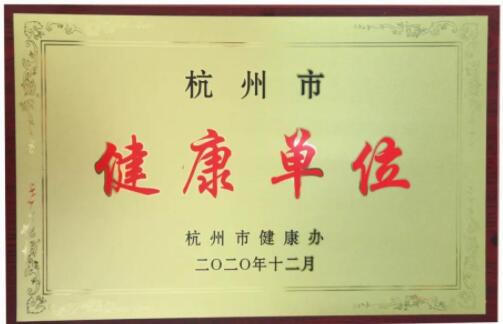 杭州市
健康单位
杭州市健康办
二〇二〇年十二月